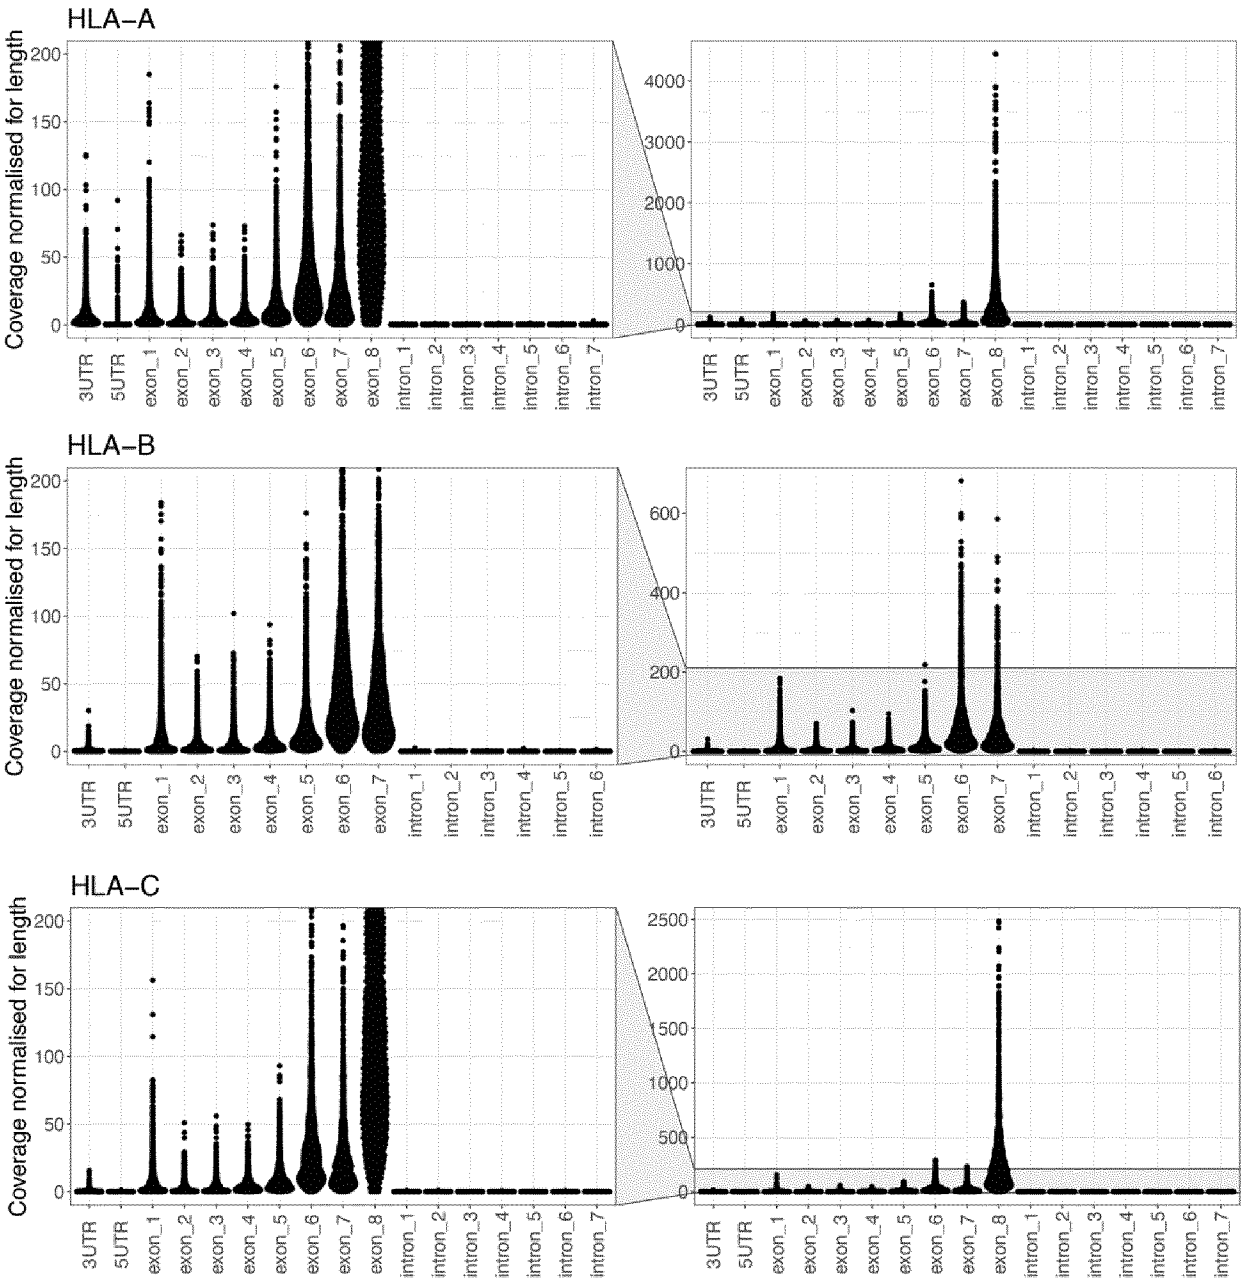 HLA−A
Coverage normalised for length
200
150
100
50
0
3UTR
5UTR
exon_1
exon_2
exon_3
exon_4
exon_5
exon_6
exon_7
exon_8
intron_1
intron_2
intron_3
intron_4
intron_5
intron_6
intron_7
4000
3000
2000
1000
0
3UTR
5UTR
exon_1
exon_2
exon_3
exon_4
exon_5
exon_6
exon_7
exon_8
intron_1
intron_2
intron_3
intron_4
intron_5
intron_6
intron_7
HLA−B
Coverage normalised for length
200
150
100
50
0
3UTR
5UTR
exon_1
exon_2
exon_3
exon_4
exon_5
exon_6
exon_7
intron_1
intron_2
intron_3
intron_4
intron_5
intron_6
600
400
200
0
3UTR
5UTR
exon_1
exon_2
exon_3
exon_4
exon_5
exon_6
exon_7
intron_1
intron_2
intron_3
intron_4
intron_5
intron_6
HLA−C
Coverage normalised for length
200
150
100
50
0
3UTR
5UTR
exon_1
exon_2
exon_3
exon_4
exon_5
exon_6
exon_7
exon_8
intron_1
intron_2
intron_3
intron_4
intron_5
intron_6
intron_7
2500
2000
1500
1000
500
0
3UTR
5UTR
exon_1
exon_2
exon_3
exon_4
exon_5
exon_6
exon_7
exon_8
intron_1
intron_2
intron_3
intron_4
intron_5
intron_6
intron_7